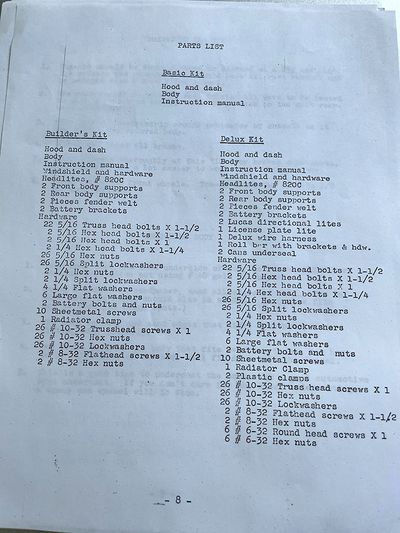 PARTS LIST
Basic Kit
Hood and dash
Body
Instruction manual
Builder's Kit
Hood and dash
Body
Instruction manual
Windshield and hardware
Headlites, # 820C
2 Front body supports
2 Rear body supports
2 Pieces fender welt
2 Battery brackets
Hardware
22 5/16 Truss head bolts X 1-1/2
2 5/16 Hex head bolts X 1-1/2
2 5/16 Hex head bolts X 1
2 1/4 Hex head bolts X 1-1/4
26 5/16 Hex nuts
26 5/16 Split lockwashers
2 1/4 Hex nuts
2 1/4 Split lockwashers
4 1/4 Flat washers
6 Large flat washers
2 Battery bolts and nuts
10 Sheetmetal screws
1 Radiator clamp
26 # 10-32 Trusshead screws X 1
26 # 10-32 Hex nuts
26 # 10-32 Lockwashers
2 # 8-32 Flathead screws X 1-1/2
2 # 8-32 Hex nuts
Delux Kit
Hood and dash
Body
Instruction manual
Windshield and hardware
Headlites, # 820C
2 Front body supports
2 Rear body supports
2 Pieces fender welt
2 Battery brackets
2 Lucas directional lites
1 License plate lite
1 Delux wire harness
1 Roll bar with brackets & hdw.
2 Cans underseal
Hardware
22 5/16 Truss head bolts X 1-1/2
2 5/16 Hex head bolts X 1-1/2
2 5/16 Hex head bolts X 1
2 1/4 Hex head bolts X 1-1/4
26 5/16 Hex nuts
26 5/16 Split lockwashers
2 1/4 Hex nuts
2 1/4 Split lockwashers
4 1/4 Flat washers
6 Large flat washers
2 Battery bolts and nuts
10 Sheetmetal screws
1 Radiator Clamp
2 Plastic clamps
26 # 10-32 Truss head screws X 1
26 # 10-32 Hex nuts
26 # 10-32 Lockwashers
2 # 8-32 Flathead screws X 1-1/2
2 # 8-32 Hex nuts
6 # 6-32 Round head screws X 1
6 # 6-32 Hex nuts
- 8 -